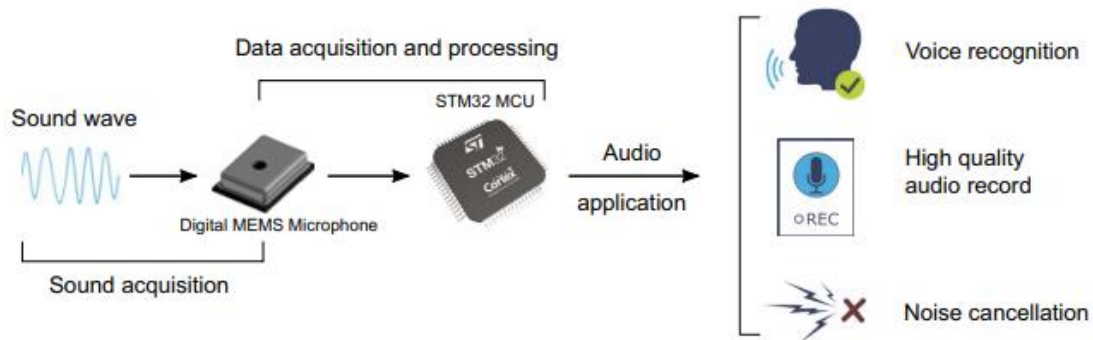 Data acquisition and processing
STM32 MCU
Sound wave
Digital MEMS Microphone
Sound acquisition
ST
STM32
Cortex
Audio
application
Voice recognition
High quality
audio record
REC
Noise cancellation